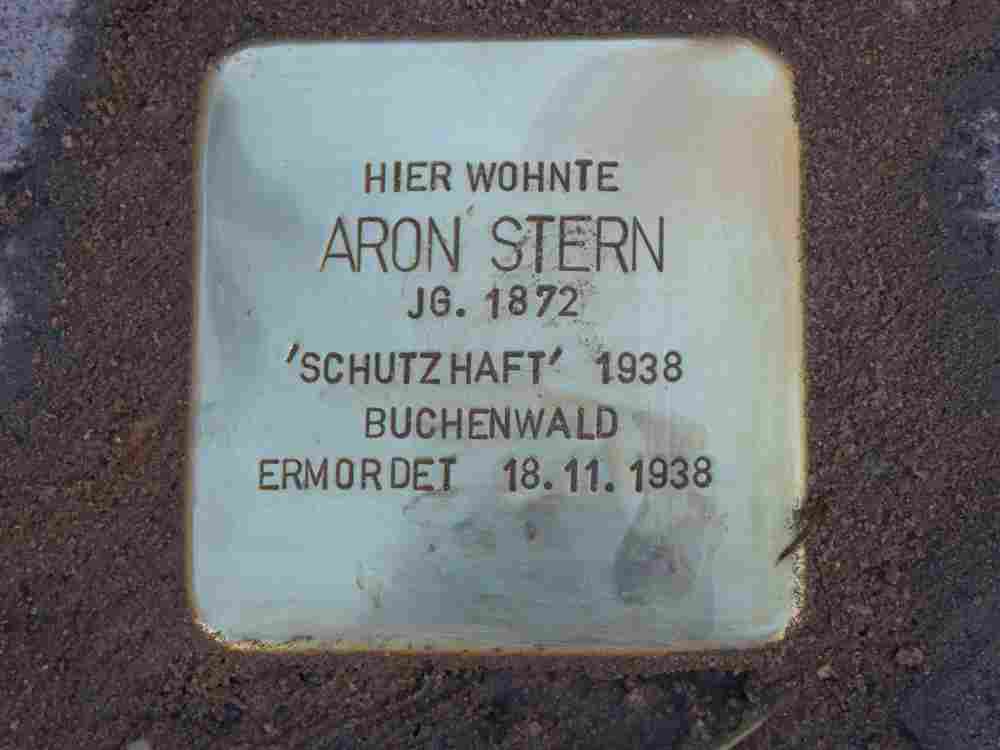 HIER WOHNTE
ARON STERN
JG. 1872
'SCHUTZHAFT' 1938
BUCHENWALD
ERMORDET 18.11.1938